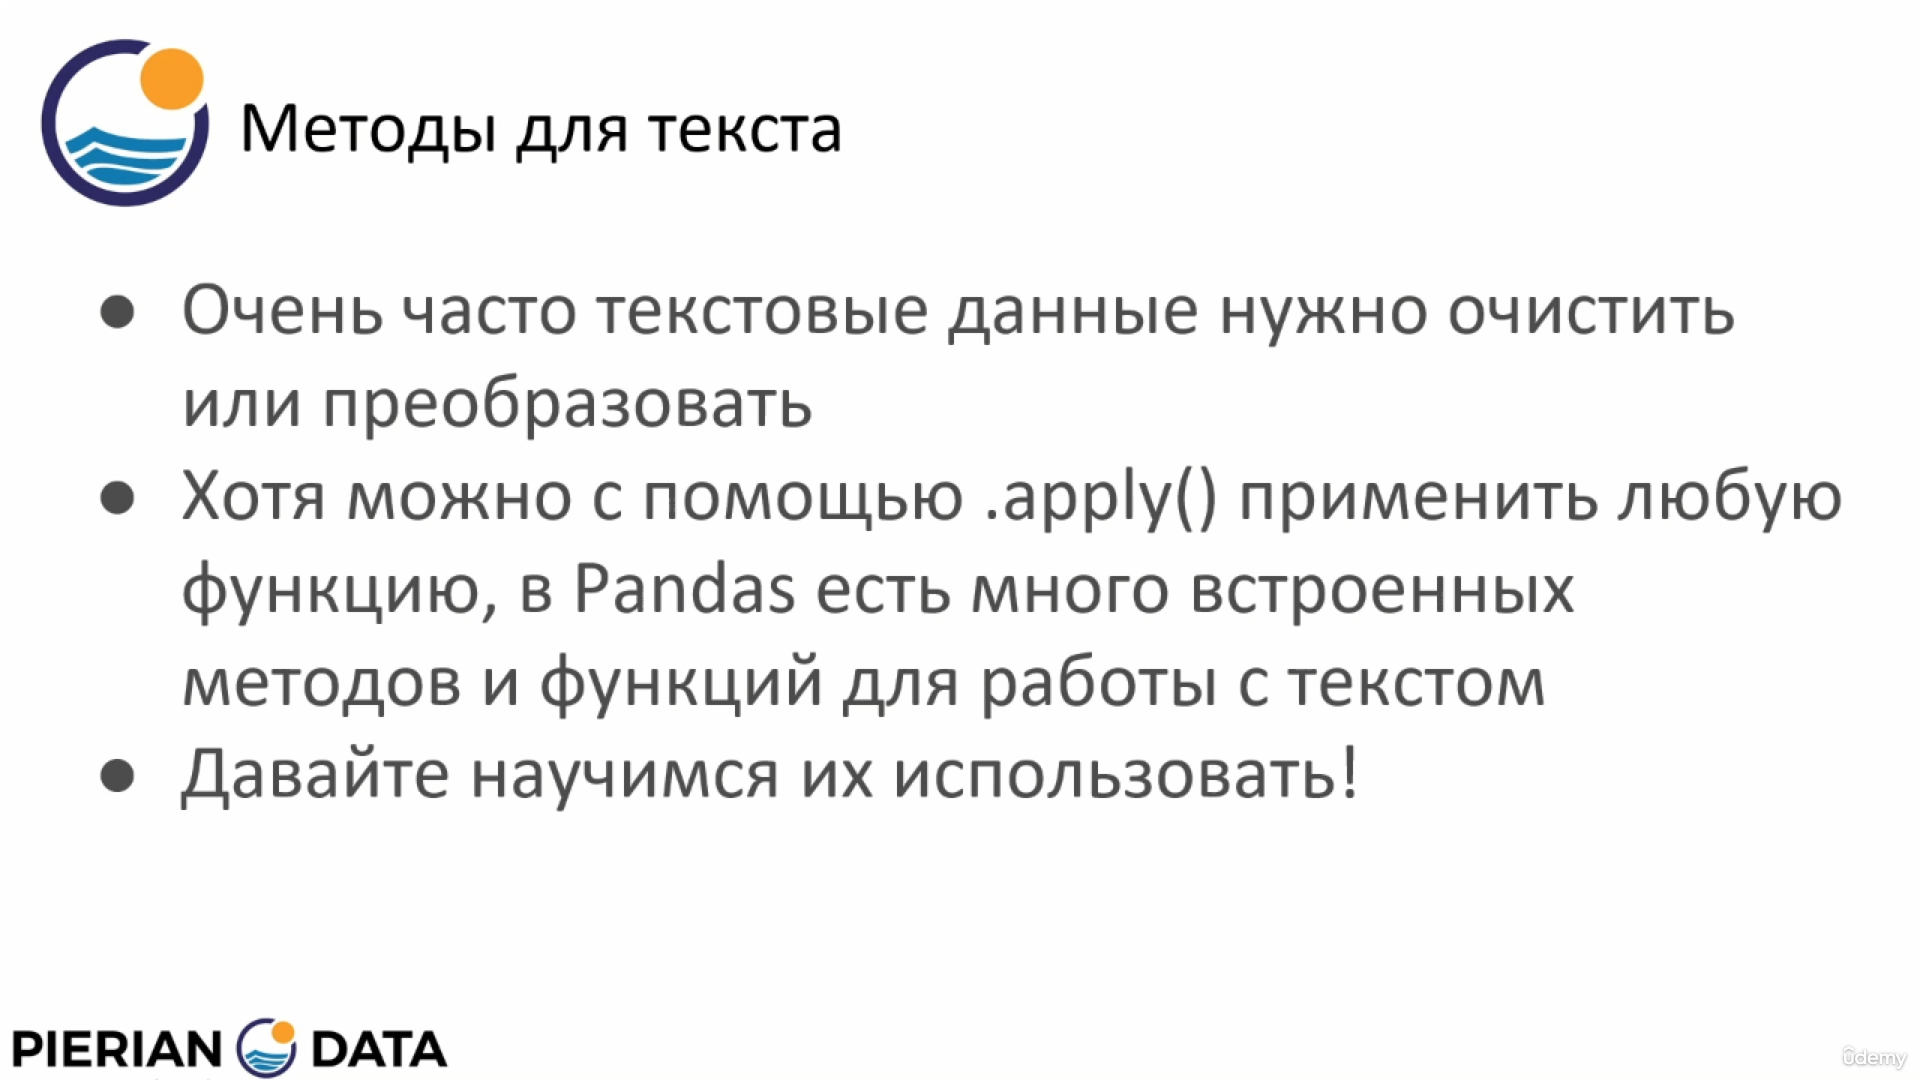 Методы для текста
● Очень часто текстовые данные нужно очистить
или преобразовать
● Хотя можно с помощью .apply() применить любую
функцию, в Pandas есть много встроенных
методов и функций для работы с текстом
● Давайте научимся их использовать!
PIERIAN DATA
ûdemy